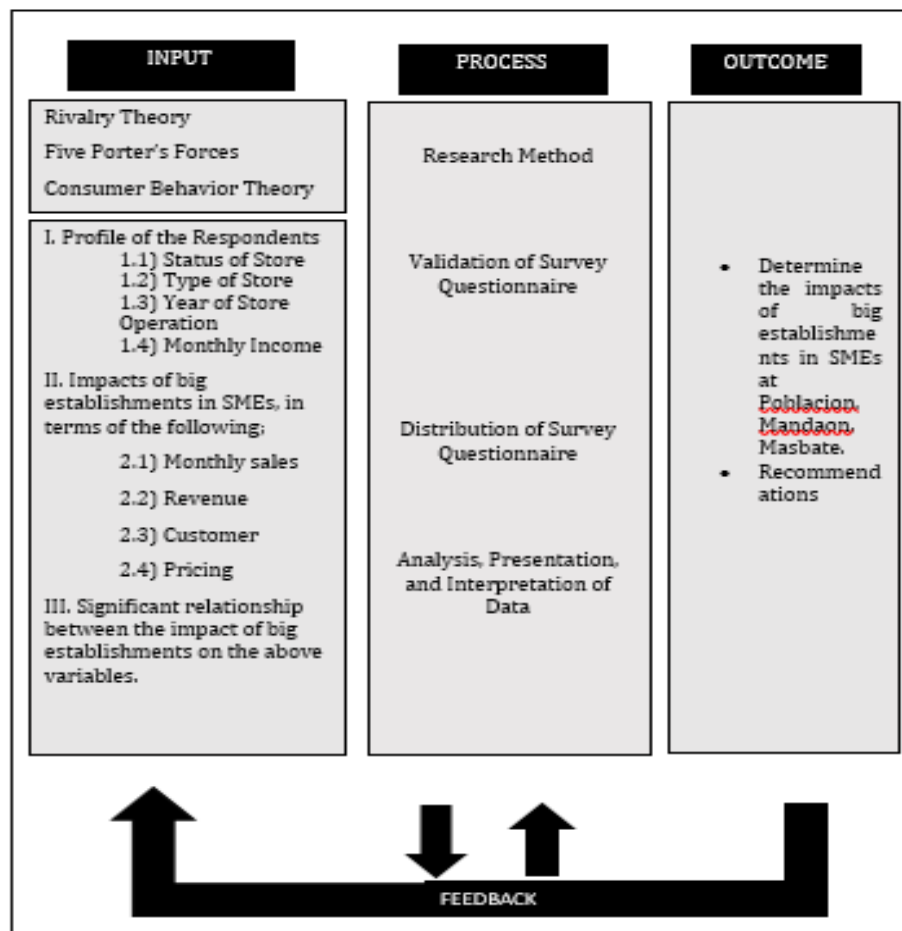 INPUT
Rivalry Theory
Five Porter's Forces
Consumer Behavior Theory
I. Profile of the Respondents
1.1) Status of Store
1.2) Type of Store
1.3) Year of Store
Operation
1.4) Monthly Income
II. Impacts of big
establishments in SMEs, in
terms of the following;
2.1) Monthly sales
2.2) Revenue
2.3) Customer
2.4) Pricing
III. Significant relationship
between the impact of big
establishments on the above
variables.
PROCESS
Research Method
Validation of Survey
Questionnaire
Distribution of Survey
Questionnaire
Analysis, Presentation,
and Interpretation of
Data
OUTCOME
• Determine
the impacts
of big
establishme
nts in SMEs
at
Poblacion,
Mandaon,
Masbate.
• Recommend
ations
FEEDBACK